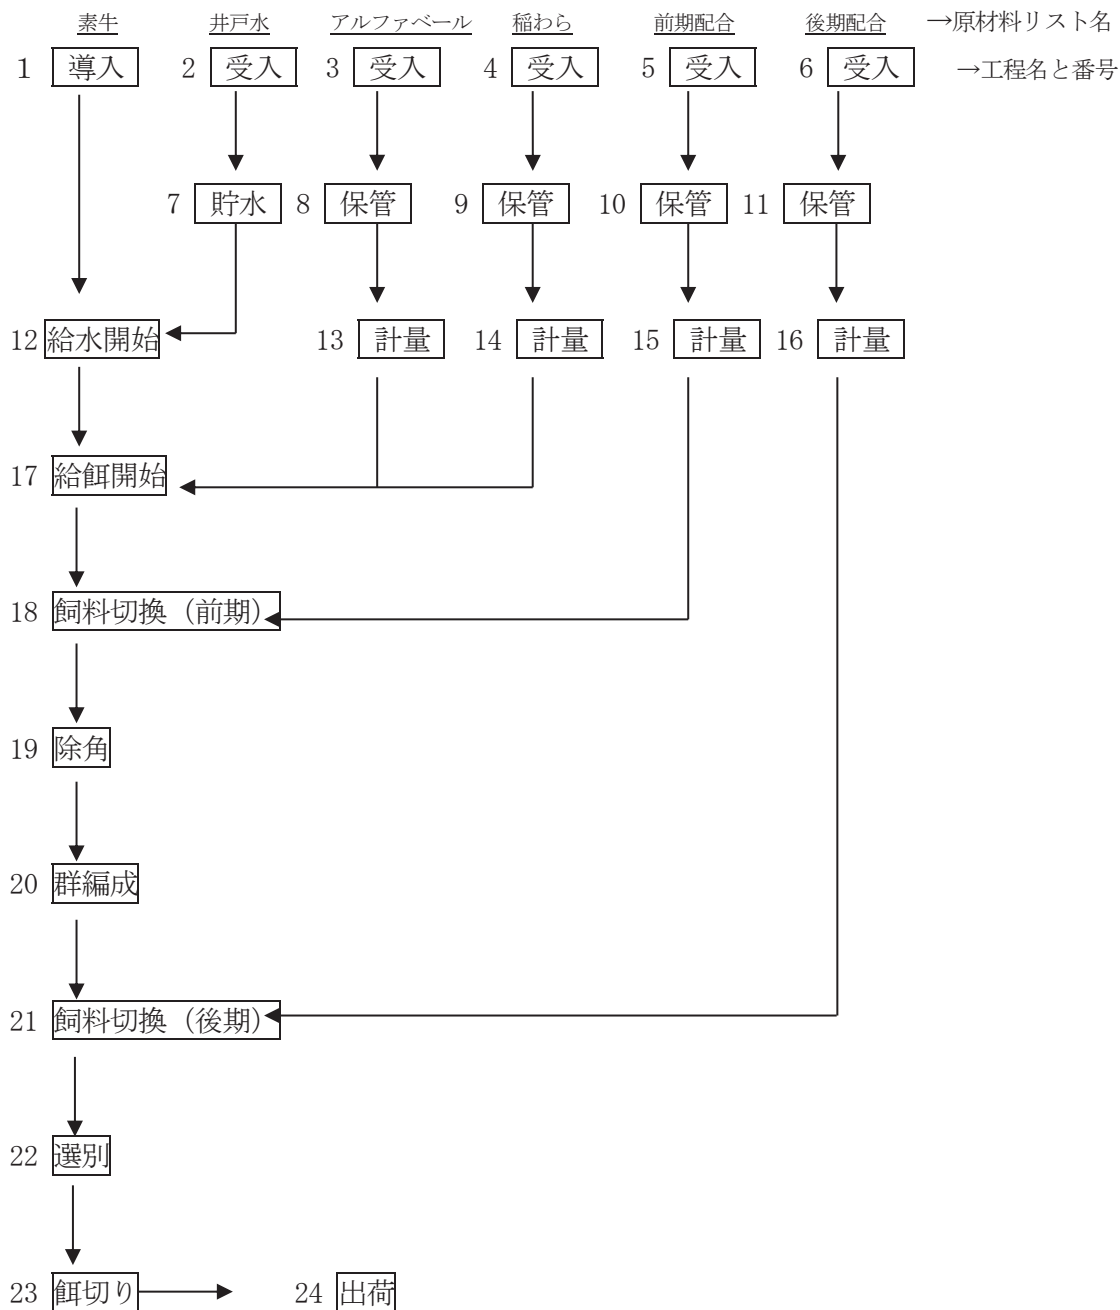 素牛 井戸水 アルファベール 稲わら 前期配合 後期配合 →原材料リスト名
1 導入 2 受入 3 受入 4 受入 5 受入 6 受入 →工程名と番号
7 貯水 8 保管 9 保管 10 保管 11 保管
12 給水開始 13 計量 14 計量 15 計量 16 計量
17 給餌開始
18 飼料切換（前期）
19 除角
20 群編成
21 飼料切換（後期）
22 選別
23 餌切り 24 出荷